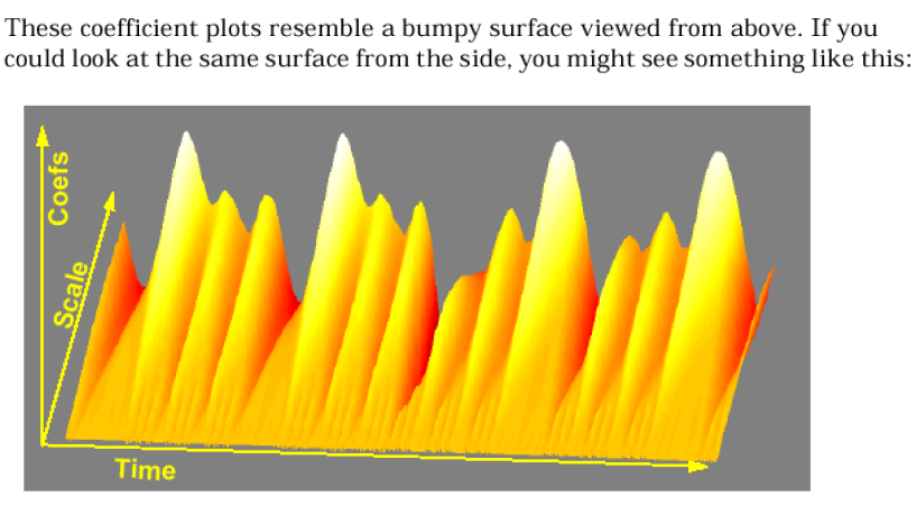 These coefficient plots resemble a bumpy surface viewed from above. If you
could look at the same surface from the side, you might see something like this:
Coefs
Scale
Time